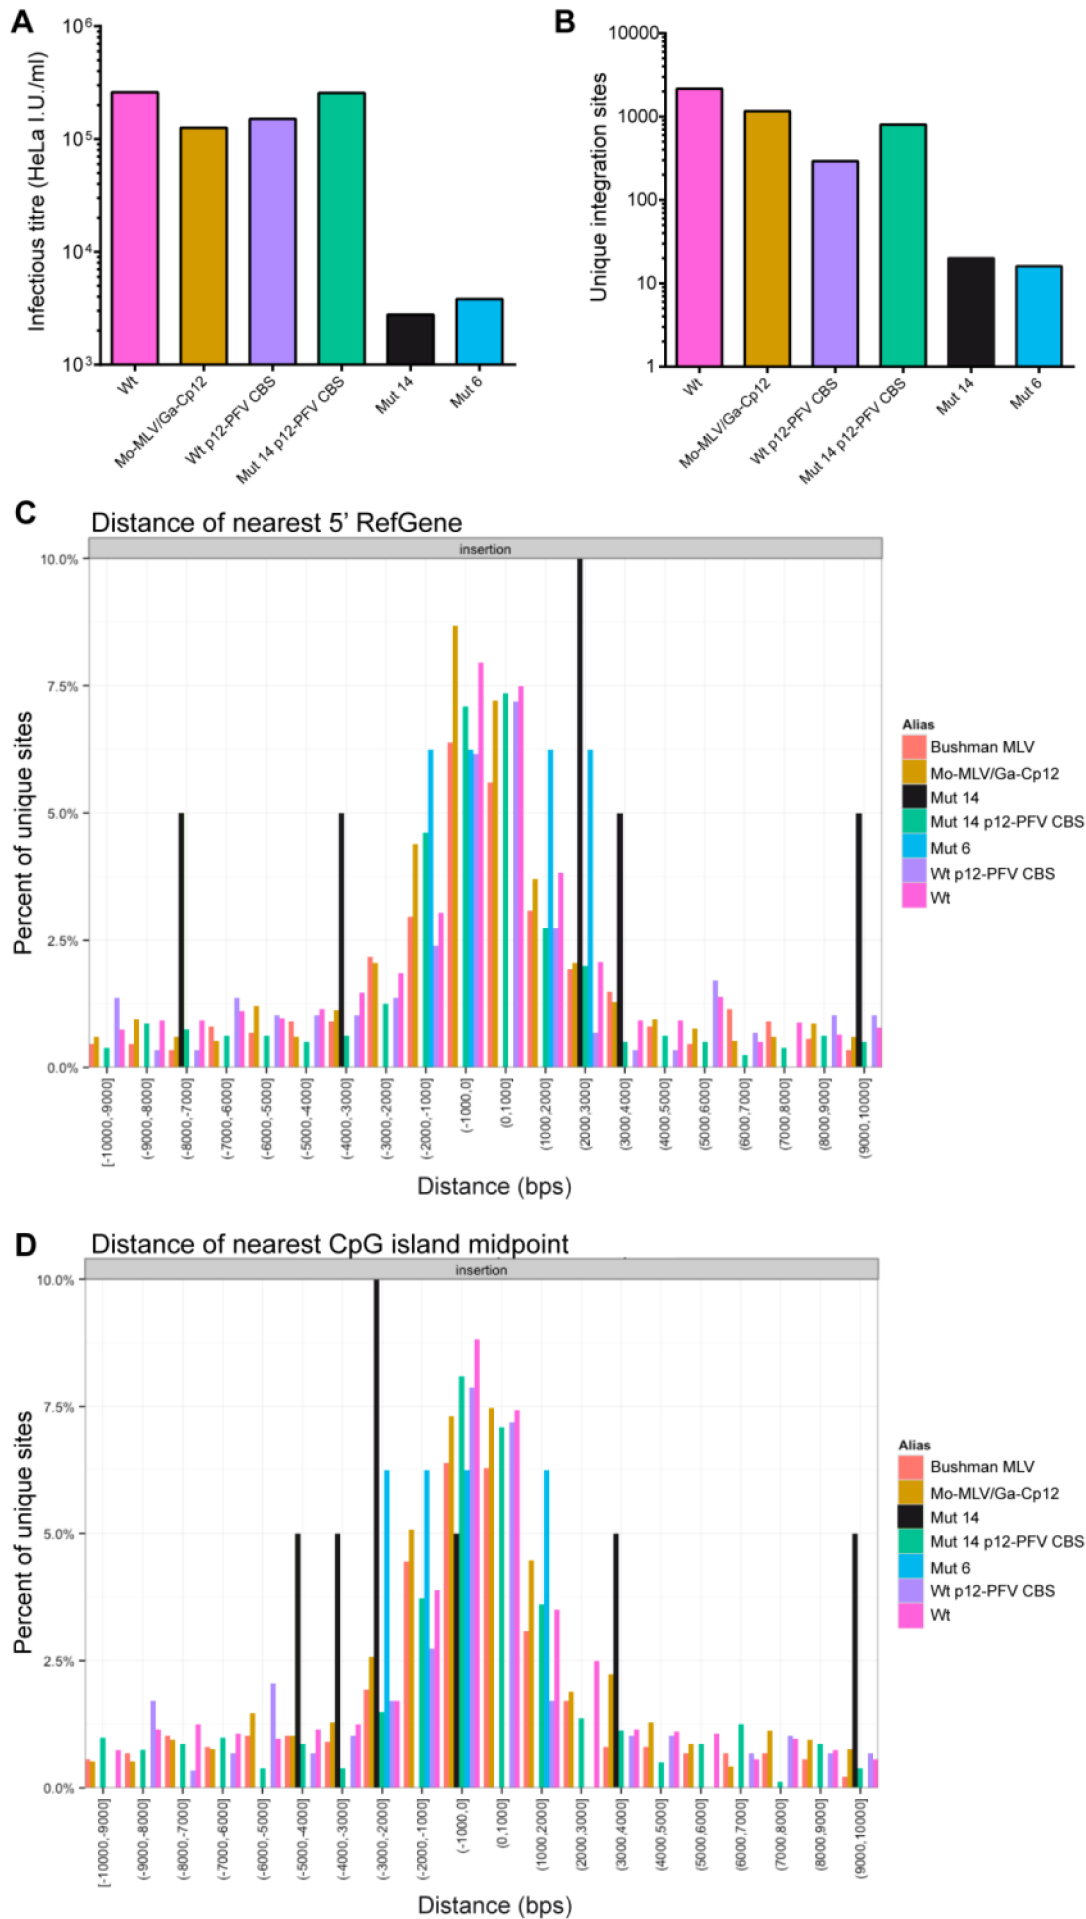 A
Infectious titre (HeLa I.U./ml)
10⁶
10⁵
10⁴
10³
Wt
Mo-MLV/Ga-Cp12
Wt p12-PFV CBS
Mut 14 p12-PFV CBS
Mut 14
Mut 6
B
Unique integration sites
10000
1000
100
10
1
Wt
Mo-MLV/Ga-Cp12
Wt p12-PFV CBS
Mut 14 p12-PFV CBS
Mut 14
Mut 6
C
Distance of nearest 5’ RefGene
insertion
Percent of unique sites
10.0%
7.5%
5.0%
2.5%
0.0%
[-10000,-9000]
(-9000,-8000]
(-8000,-7000]
(-7000,-6000]
(-6000,-5000]
(-5000,-4000]
(-4000,-3000]
(-3000,-2000]
(-2000,-1000]
(-1000,0]
(0,1000]
(1000,2000]
(2000,3000]
(3000,4000]
(4000,5000]
(5000,6000]
(6000,7000]
(7000,8000]
(8000,9000]
(9000,10000]
Distance (bps)
Alias
Bushman MLV
Mo-MLV/Ga-Cp12
Mut 14
Mut 14 p12-PFV CBS
Mut 6
Wt p12-PFV CBS
Wt
D
Distance of nearest CpG island midpoint
insertion
Percent of unique sites
10.0%
7.5%
5.0%
2.5%
0.0%
[-10000,-9000]
(-9000,-8000]
(-8000,-7000]
(-7000,-6000]
(-6000,-5000]
(-5000,-4000]
(-4000,-3000]
(-3000,-2000]
(-2000,-1000]
(-1000,0]
(0,1000]
(1000,2000]
(2000,3000]
(3000,4000]
(4000,5000]
(5000,6000]
(6000,7000]
(7000,8000]
(8000,9000]
(9000,10000]
Distance (bps)
Alias
Bushman MLV
Mo-MLV/Ga-Cp12
Mut 14
Mut 14 p12-PFV CBS
Mut 6
Wt p12-PFV CBS
Wt